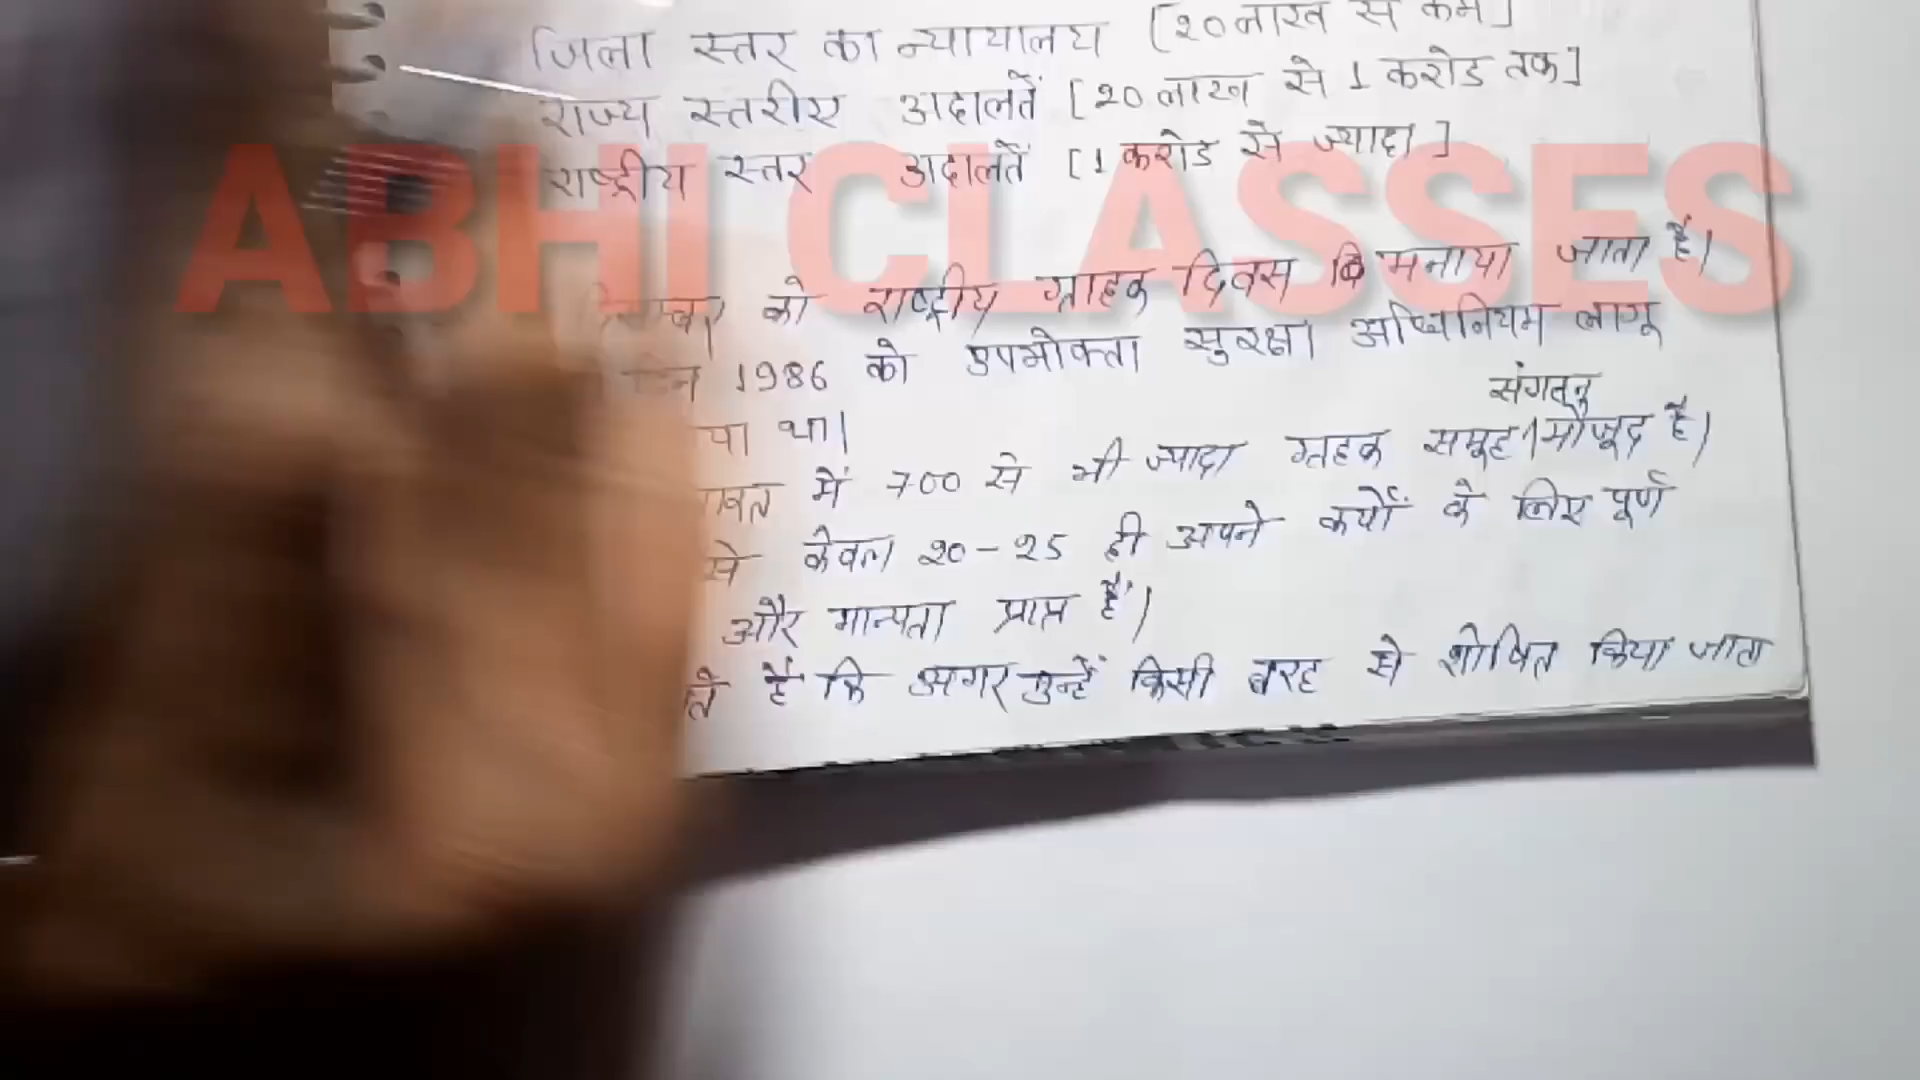 जिला स्तर का न्यायालय [20 लाख से कम]
राज्य स्तरीए अदालतें [20 लाख से 1 करोड तक]
राष्ट्रीय स्तर अदालतें [1 करोड से ज्यादा]
ABHI CLASSES
को राष्ट्रीय ग्राहक दिवस मनाया जाता है।
1986 को उपभोक्ता सुरक्षा अधिनियम लागू
था।
संगठन
में 700 से भी ज्यादा ग्राहक समूह मौजूद है।
से केवल 20-25 ही अपने कार्यों के लिए पूर्ण
और मान्यता प्राप्त हैं।
है कि अगर उन्हें किसी तरह से शोषित किया जाता